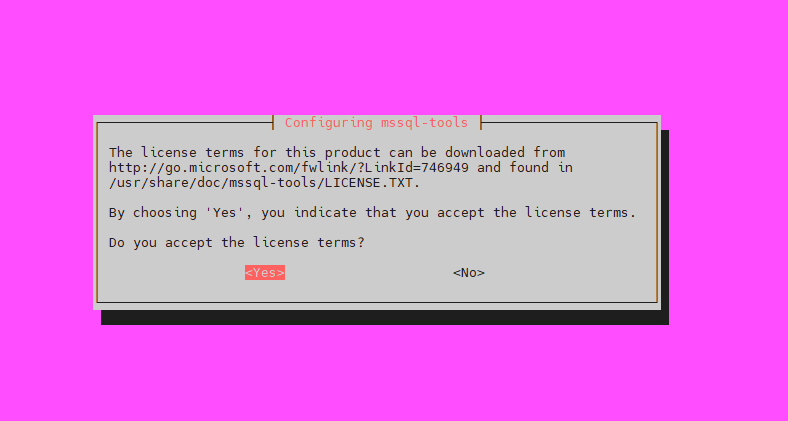 Configuring mssql-tools
The license terms for this product can be downloaded from
http://go.microsoft.com/fwlink/?LinkId=746949 and found in
/usr/share/doc/mssql-tools/LICENSE.TXT.
By choosing 'Yes', you indicate that you accept the license terms.
Do you accept the license terms?
<Yes> <No>